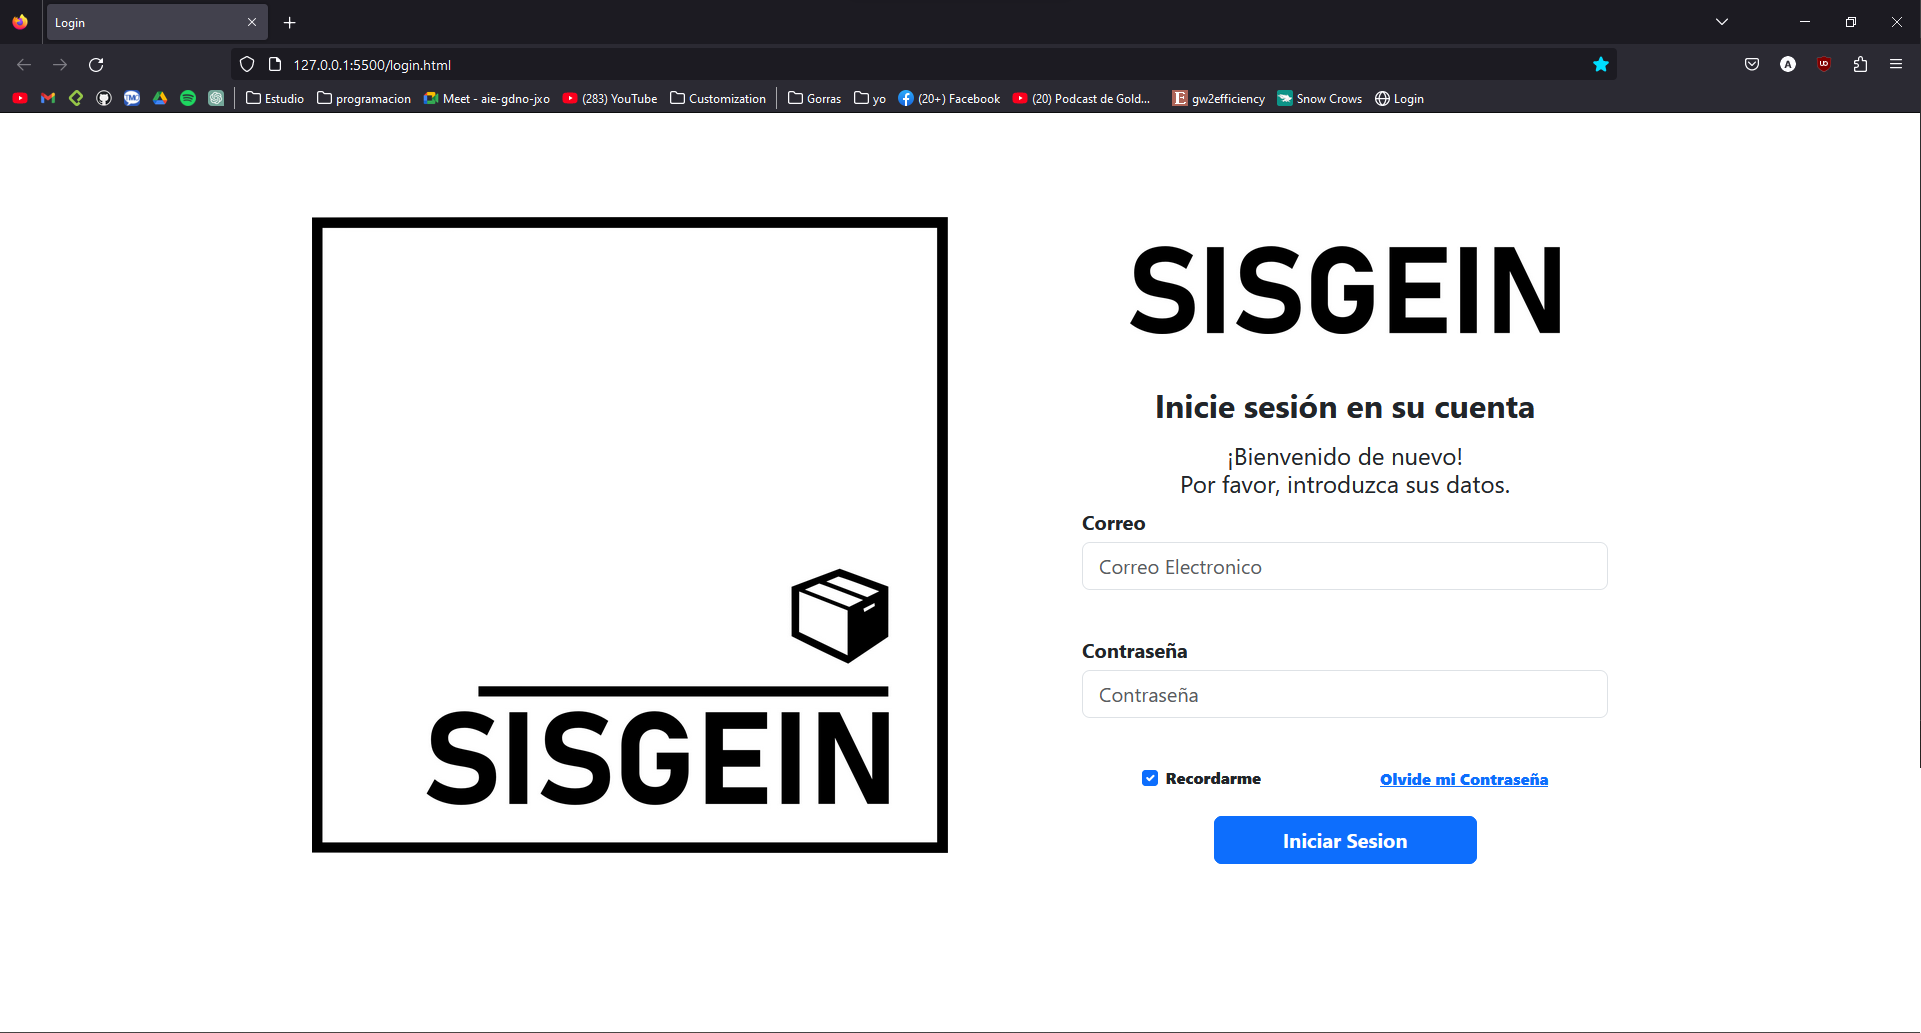 Login
127.0.0.1:5500/login.html
Estudio programacion Meet - aie-gdno-jxo (283) YouTube Customization Gorras yo (20+) Facebook (20) Podcast de Gold... gw2efficiency Snow Crows Login
SISGEIN
SISGEIN
Inicie sesión en su cuenta
¡Bienvenido de nuevo!
Por favor, introduzca sus datos.
Correo
Correo Electronico
Contraseña
Contraseña
Recordarme Olvide mi Contraseña
Iniciar Sesion